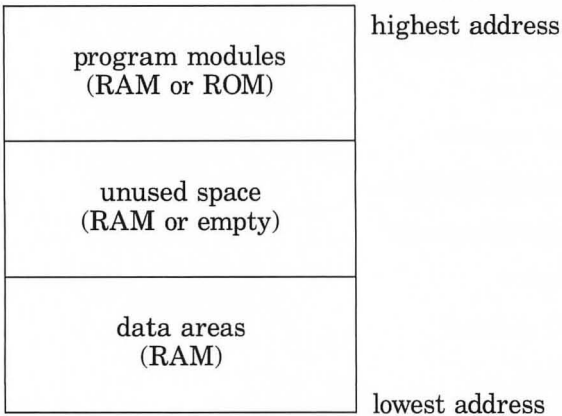 highest address
program modules
(RAM or ROM)
unused space
(RAM or empty)
data areas
(RAM)
lowest address